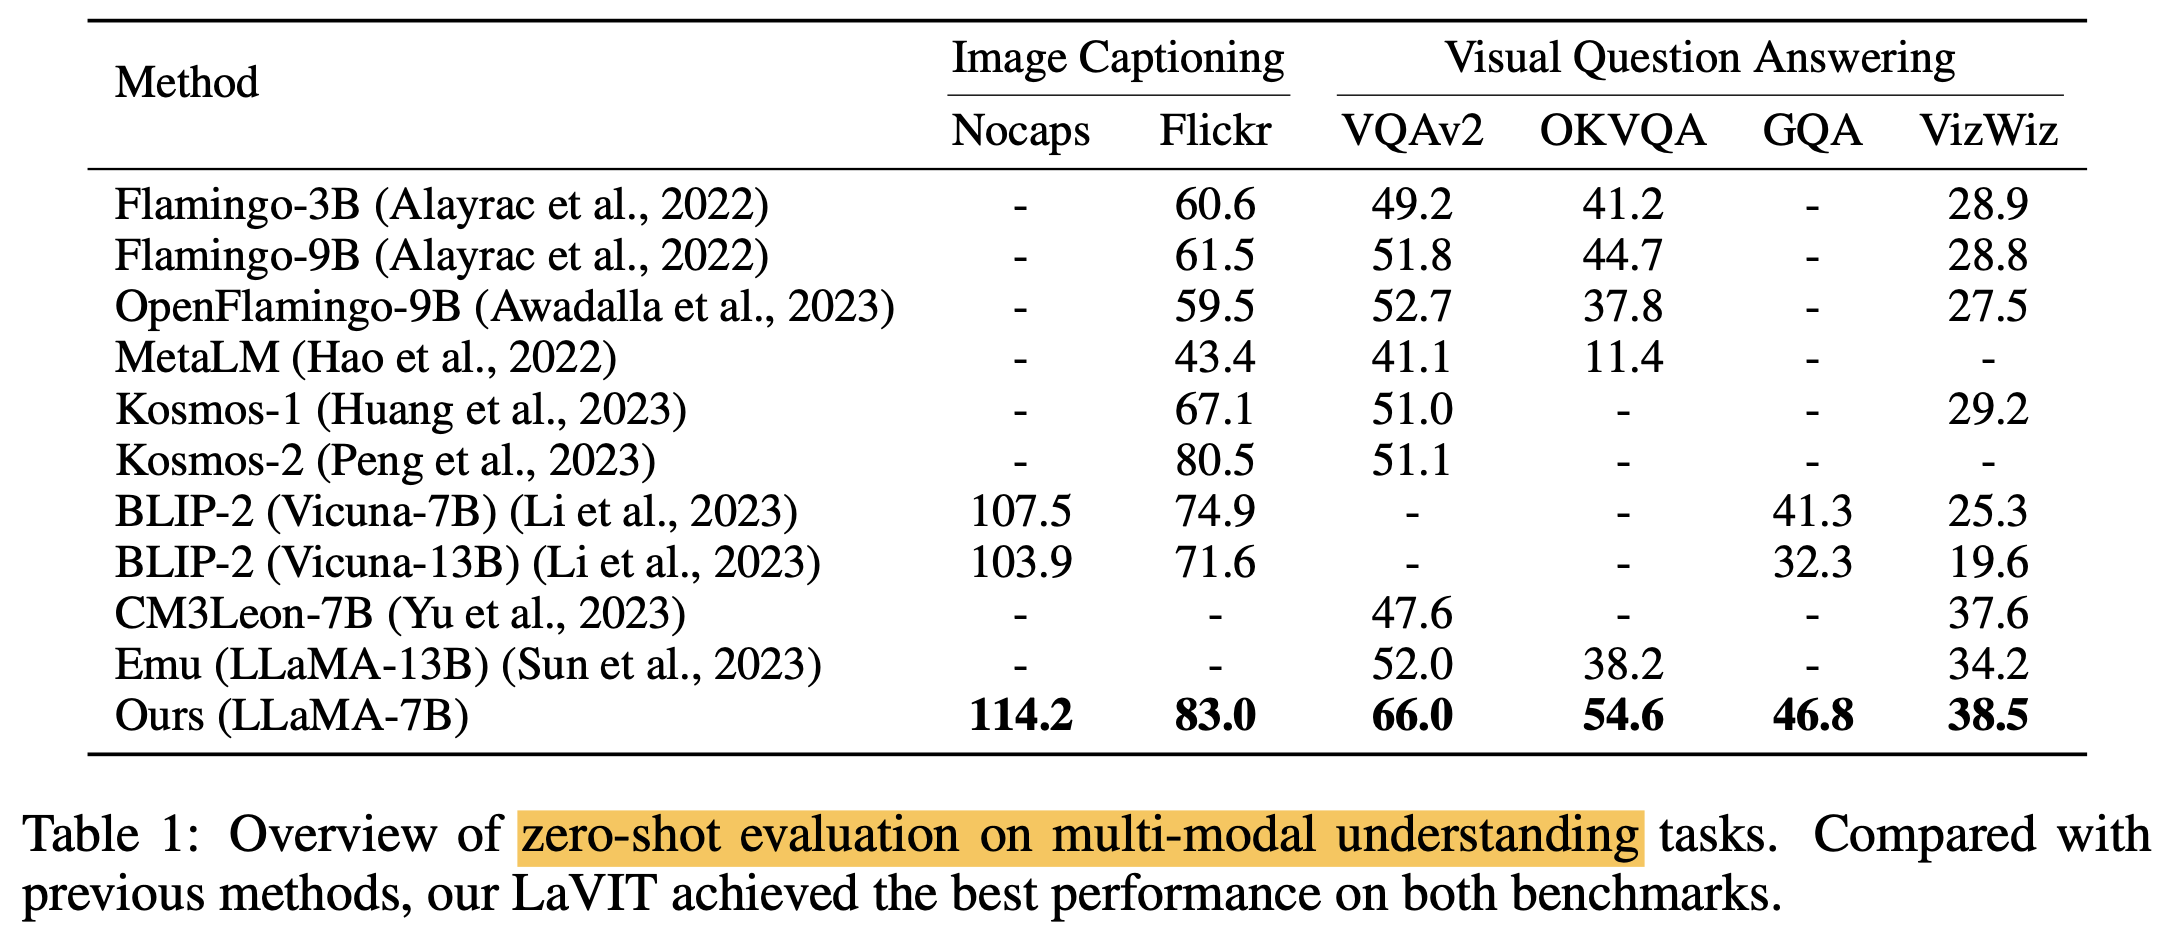 Method Image Captioning Visual Question Answering
Nocaps Flickr VQAv2 OKVQA GQA VizWiz
Flamingo-3B (Alayrac et al., 2022) - 60.6 49.2 41.2 - 28.9
Flamingo-9B (Alayrac et al., 2022) - 61.5 51.8 44.7 - 28.8
OpenFlamingo-9B (Awadalla et al., 2023) - 59.5 52.7 37.8 - 27.5
MetaLM (Hao et al., 2022) - 43.4 41.1 11.4 - -
Kosmos-1 (Huang et al., 2023) - 67.1 51.0 - - 29.2
Kosmos-2 (Peng et al., 2023) - 80.5 51.1 - - -
BLIP-2 (Vicuna-7B) (Li et al., 2023) 107.5 74.9 - - 41.3 25.3
BLIP-2 (Vicuna-13B) (Li et al., 2023) 103.9 71.6 - - 32.3 19.6
CM3Leon-7B (Yu et al., 2023) - - 47.6 - - 37.6
Emu (LLaMA-13B) (Sun et al., 2023) - - 52.0 38.2 - 34.2
Ours (LLaMA-7B) 114.2 83.0 66.0 54.6 46.8 38.5
Table 1: Overview of zero-shot evaluation on multi-modal understanding tasks. Compared with
previous methods, our LaVIT achieved the best performance on both benchmarks.